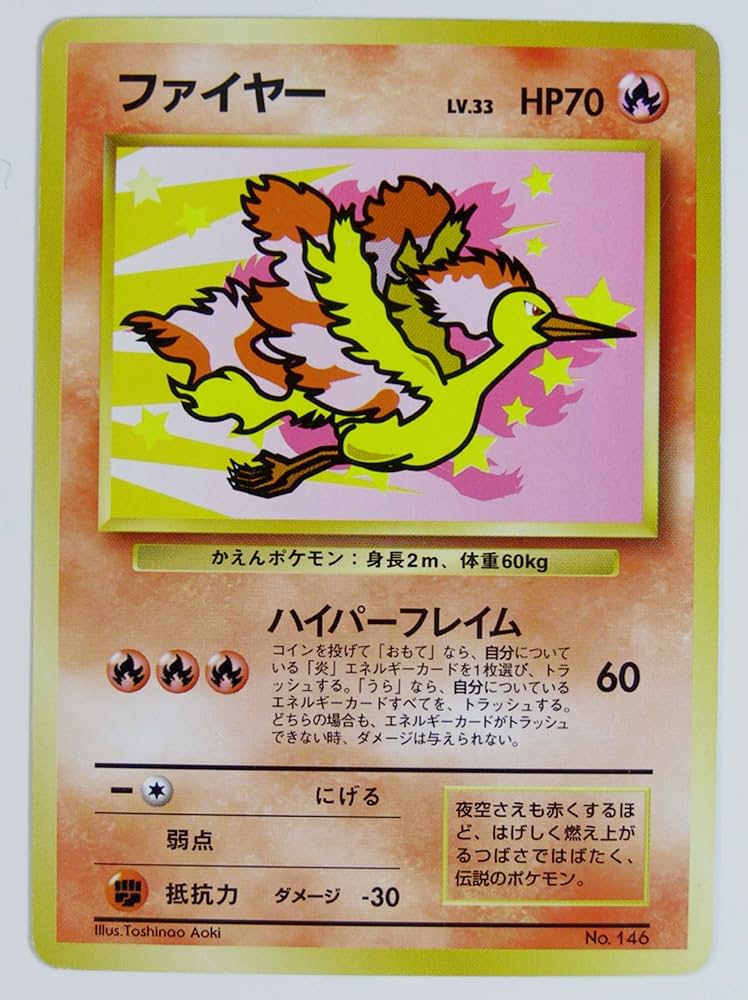 ファイヤー LV.33 HP70
かえんポケモン：身長2m、体重60kg
ハイパーフレイム
コインを投げて「おもて」なら、自分について
いる「炎」エネルギーカードを1枚選び、トラ
ッシュする。「うら」なら、自分についている
エネルギーカードすべてを、トラッシュする。
どちらの場合も、エネルギーカードがトラッシュ
できない時、ダメージは与えられない。
60
にげる
弱点
抵抗力 ダメージ -30
夜空さえも赤くするほ
ど、はげしく燃え上が
るつばさではばたく、
伝説のポケモン。
Illus.Toshinao Aoki
No. 146